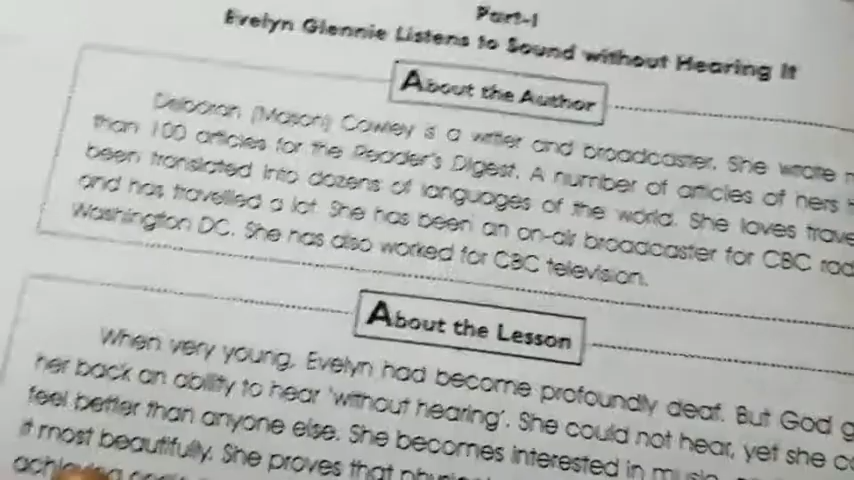 Part-I
Evelyn Glennie Listens to Sound without Hearing It
About the Author
Deboran (Mason) Cowley is a writer and broadcaster. She wrote
than 100 articles for the Reader's Digest. A number of articles of hers
been translated into dozens of languages of the world. She loves
and has travelled a lot. She has been an on-air broadcaster for CBC
Washington DC. She has also worked for CBC television.
About the Lesson
When very young, Evelyn had become profoundly deaf. But God
her back an ability to hear 'without hearing'. She could not hear, yet she
feel better than anyone else. She becomes interested in music
it most beautifully. She proves that